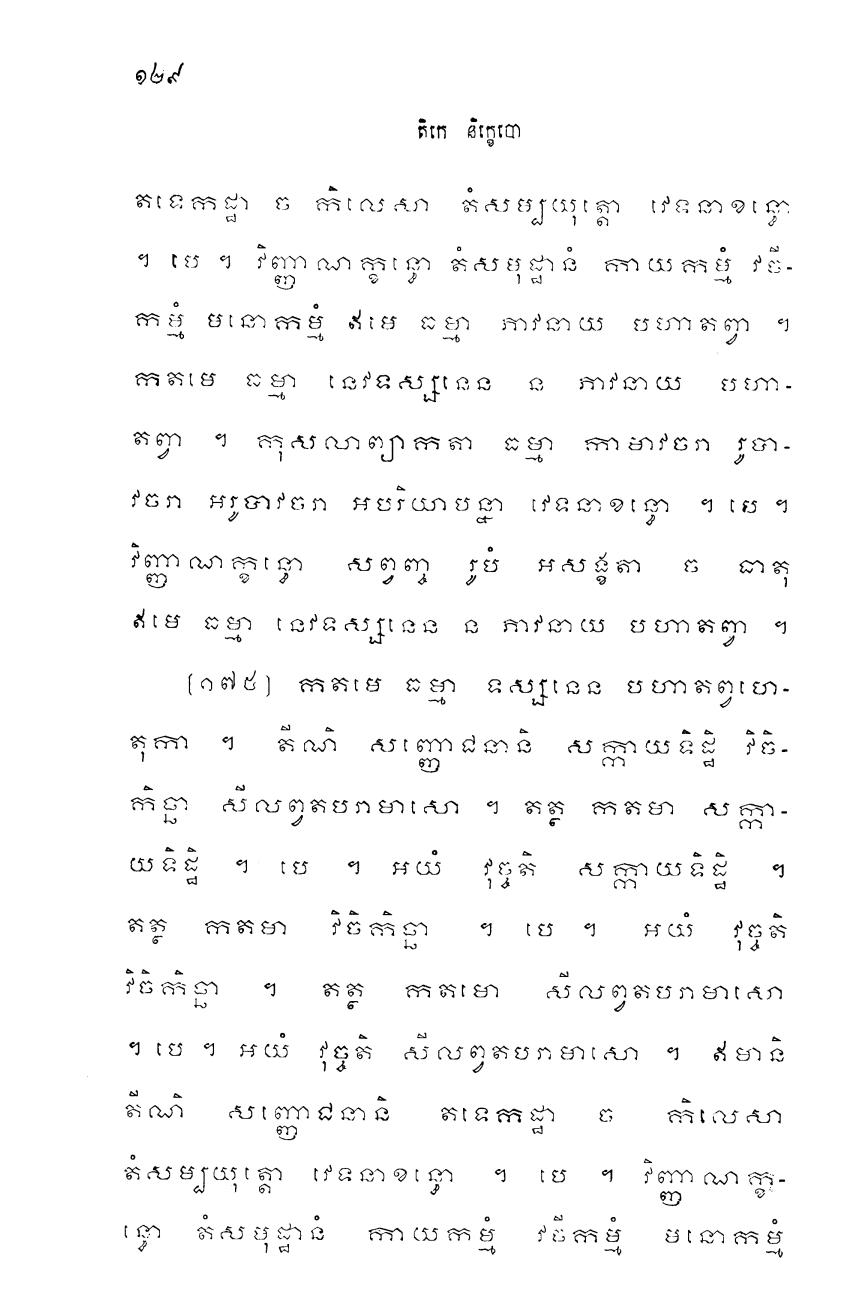 ១២៩
តិកេ និក្ខេបោ
តទេកដ្ឋា ច កិលេសា តំសម្បយុត្តោ វេទនាខន្ធោ
។ បេ ។ វិញ្ញាណក្ខន្ធោ តំសមុដ្ឋានំ កាយកម្មំ វចី-
កម្មំ មនោកម្មំ ឥមេ ធម្មា ភាវនាយ បហាតព្វា ។
កតមេ ធម្មា នេវទស្សនេន ន ភាវនាយ បហា-
តព្វា ។ កុសលាព្យាកតា ធម្មា កាមាវចរា រូបា-
វចរា អរូបាវចរា អបរិយាបន្នា វេទនាខន្ធោ ។ បេ ។
វិញ្ញាណក្ខន្ធោ សព្វញ្ច រូបំ អសង្ខតា ច ធាតុ
ឥមេ ធម្មា នេវទស្សនេន ន ភាវនាយ បហាតព្វា ។
[១៧៥] កតមេ ធម្មា ទស្សនេន បហាតព្វហេ-
តុកា ។ តីណិ សញ្ញោជនានិ សក្កាយទិដ្ឋិ វិចិ-
កិច្ឆា សីលព្វតបរាមាសោ ។ តត្ថ កតមា សក្កា-
យទិដ្ឋិ ។ បេ ។ អយំ វុច្ចតិ សក្កាយទិដ្ឋិ ។
តត្ថ កតមា វិចិកិច្ឆា ។ បេ ។ អយំ វុច្ចតិ
វិចិកិច្ឆា ។ តត្ថ កតមោ សីលព្វតបរាមាសោ
។ បេ ។ អយំ វុច្ចតិ សីលព្វតបរាមាសោ ។ ឥមានិ
តីណិ សញ្ញោជនានិ តទេកដ្ឋា ច កិលេសា
តំសម្បយុត្តោ វេទនាខន្ធោ ។ បេ ។ វិញ្ញាណក្ខ-
ន្ធោ តំសមុដ្ឋានំ កាយកម្មំ វចីកម្មំ មនោកម្មំ